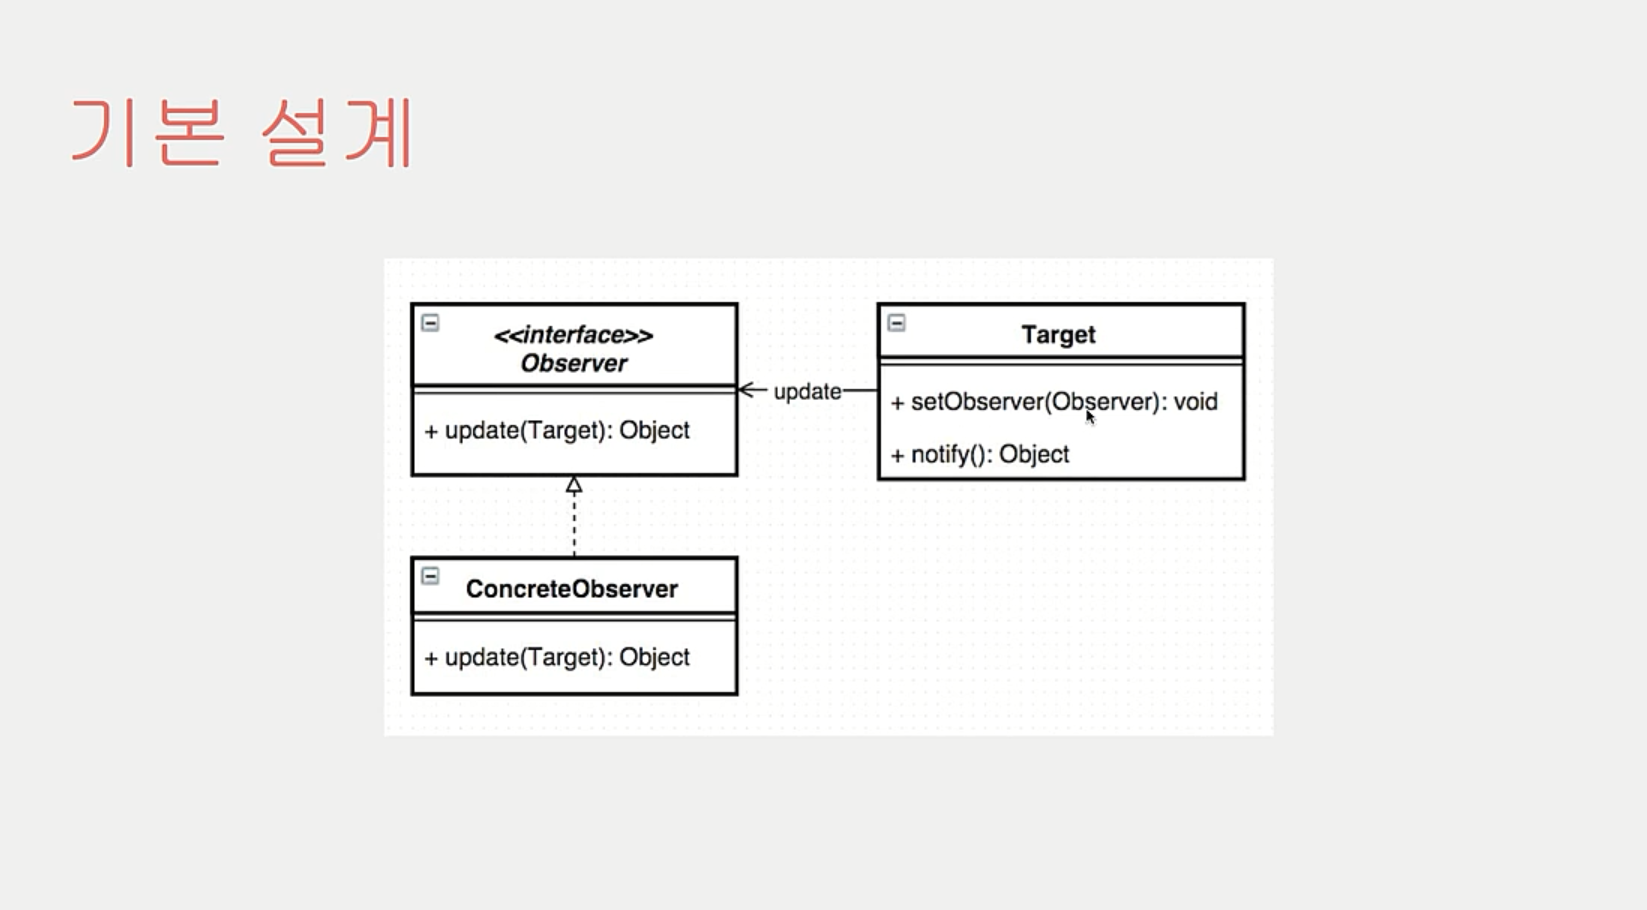 기본 설계
<<interface>>
Observer
+ update(Target): Object
update
Target
+ setObserver(Observer): void
+ notify(): Object
ConcreteObserver
+ update(Target): Object